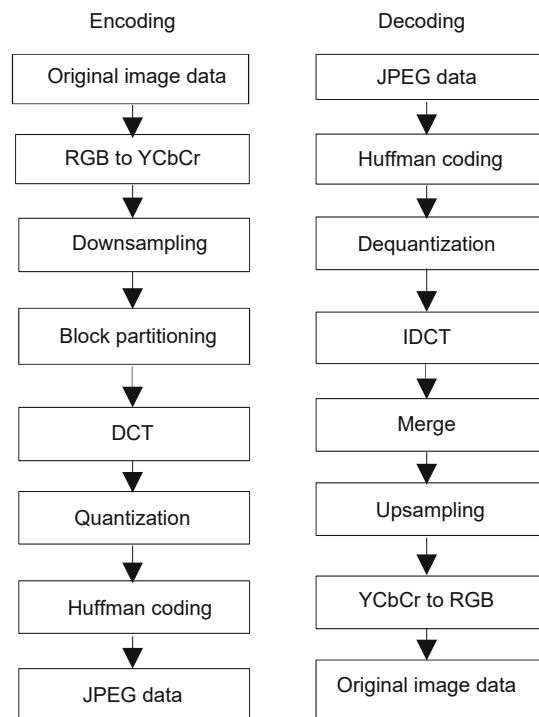 Encoding
Original image data
RGB to YCbCr
Downsampling
Block partitioning
DCT
Quantization
Huffman coding
JPEG data
Decoding
JPEG data
Huffman coding
Dequantization
IDCT
Merge
Upsampling
YCbCr to RGB
Original image data